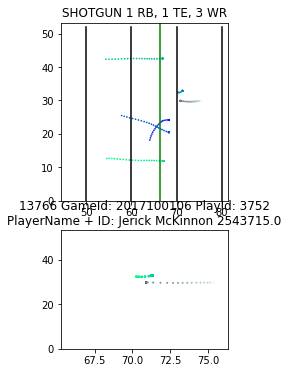 SHOTGUN 1 RB, 1 TE, 3 WR
50
40
30
20
10
0
50 60 70 80
13766 GameId: 2017100106 PlayId: 3752
PlayerName + ID: Jerick McKinnon 2543715.0
40
20
0
67.5 70.0 72.5 75.0